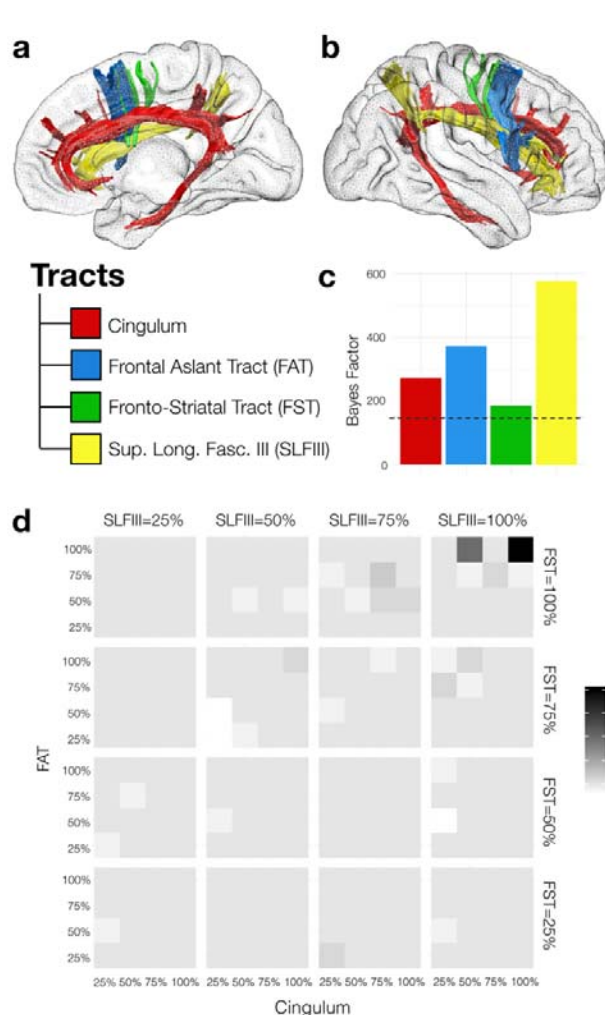 a
b
Tracts
Cingulum
Frontal Aslant Tract (FAT)
Fronto-Striatal Tract (FST)
Sup. Long. Fasc. III (SLFIII)
c
Bayes Factor
600
400
200
0
d
SLFIII=25% SLFIII=50% SLFIII=75% SLFIII=100%
FAT
100%
75%
50%
25%
FST=100%
100%
75%
50%
25%
FST=75%
100%
75%
50%
25%
FST=50%
100%
75%
50%
25%
FST=25%
25% 50% 75% 100% 25% 50% 75% 100% 25% 50% 75% 100% 25% 50% 75% 100%
Cingulum